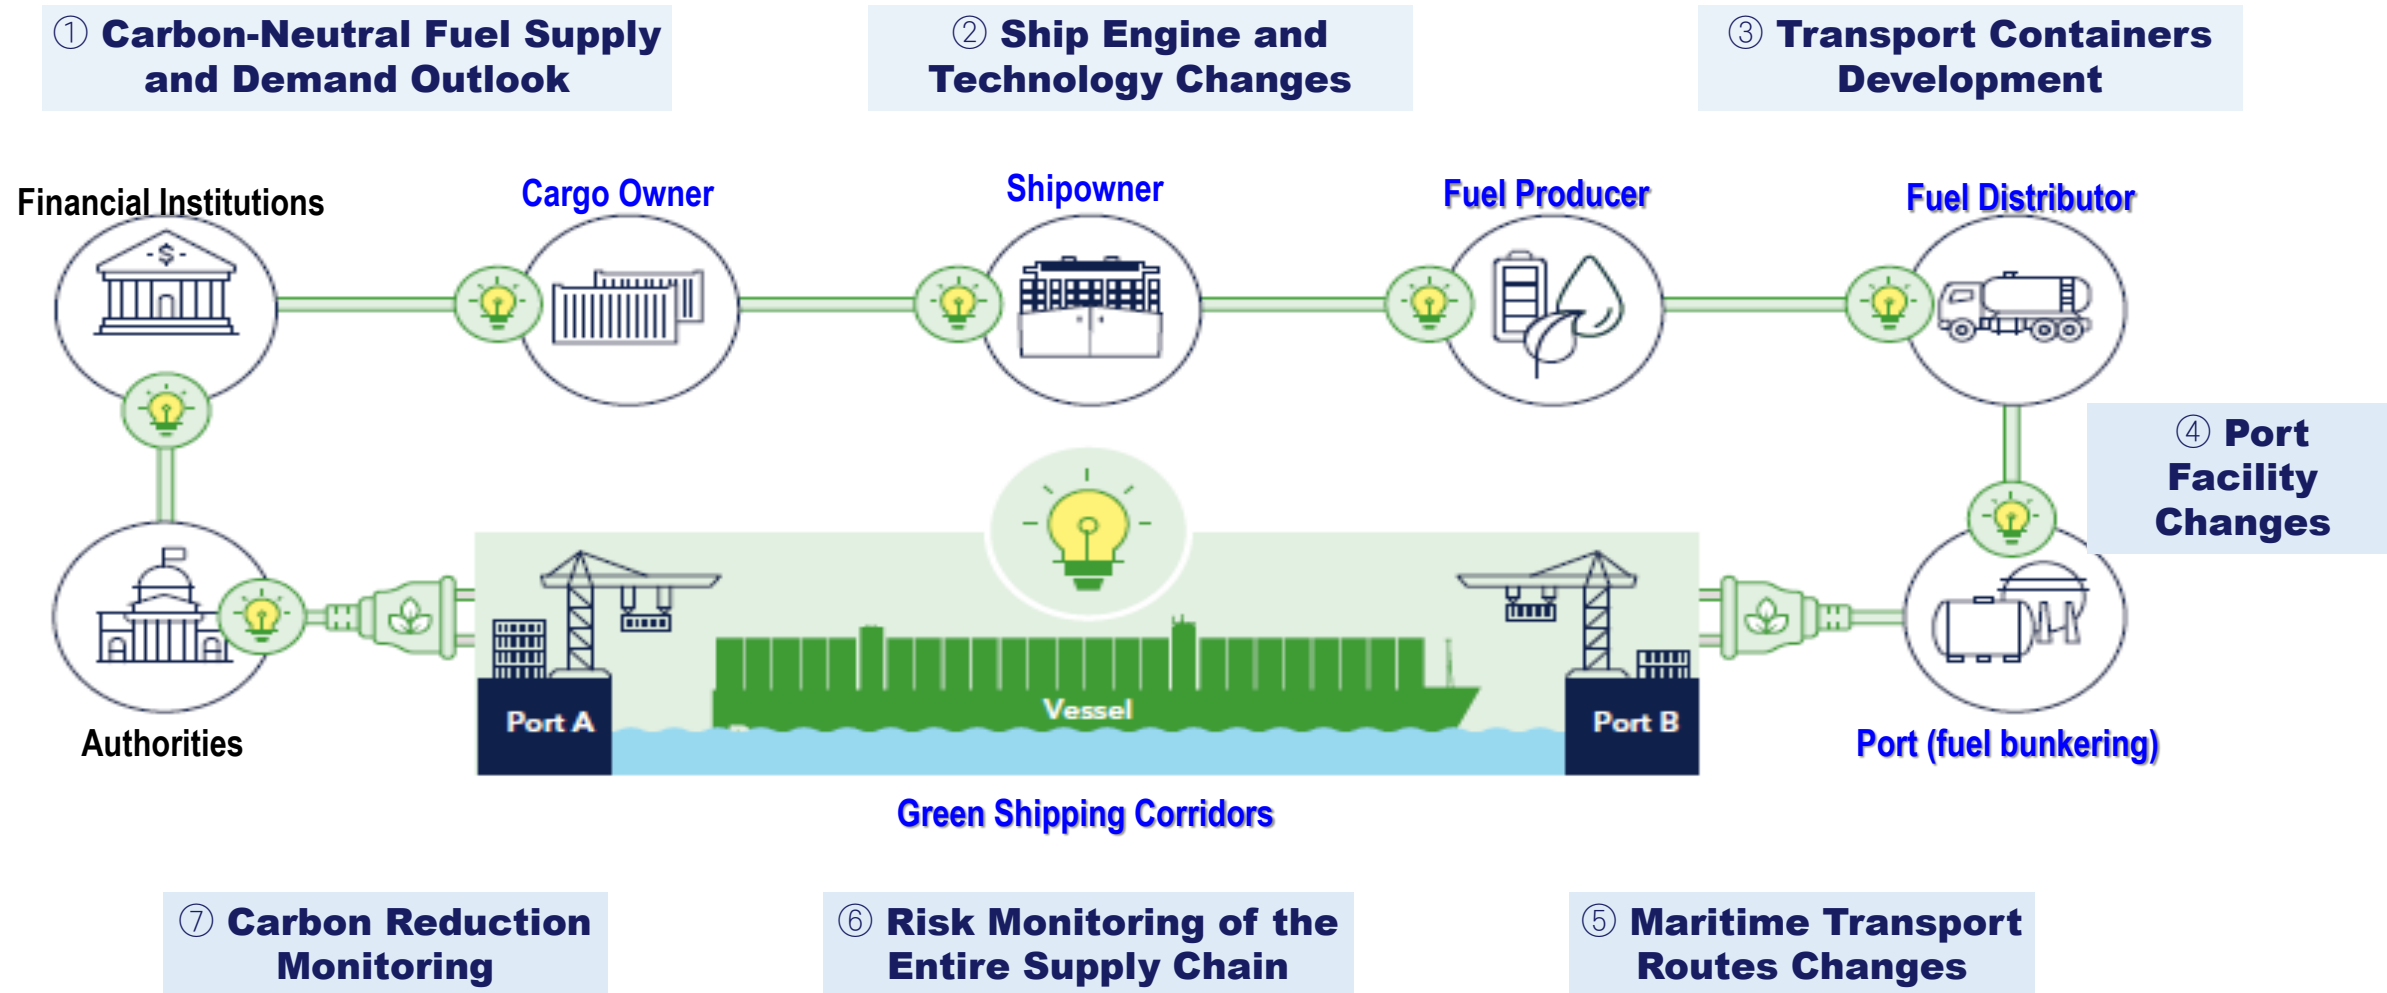 ① Carbon-Neutral Fuel Supply
and Demand Outlook
② Ship Engine and
Technology Changes
③ Transport Containers
Development
Financial Institutions
Cargo Owner
Shipowner
Fuel Producer
Fuel Distributor
-$-
④ Port
Facility
Changes
Port A
Vessel
Port B
Authorities
Port (fuel bunkering)
Green Shipping Corridors
⑦ Carbon Reduction
Monitoring
⑥ Risk Monitoring of the
Entire Supply Chain
⑤ Maritime Transport
Routes Changes